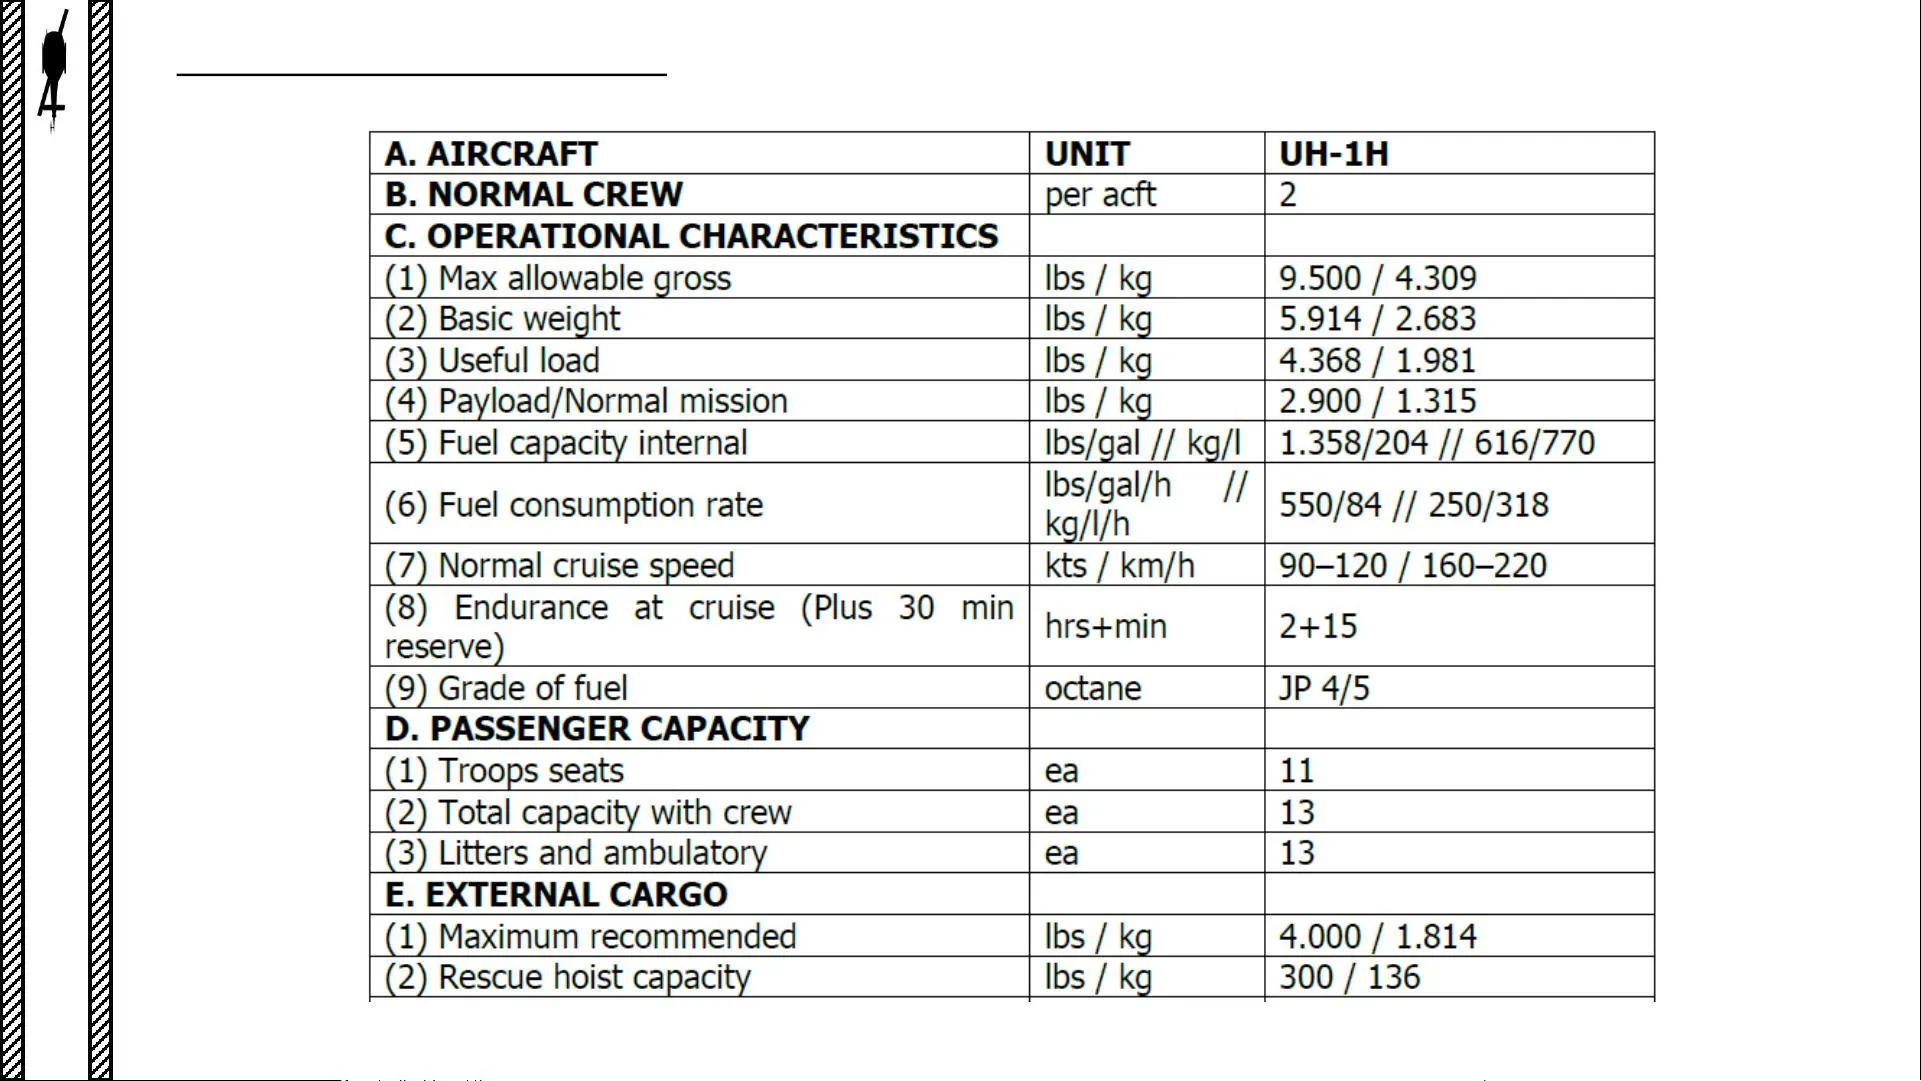 A. AIRCRAFT UNIT UH-1H
B. NORMAL CREW per acft 2
C. OPERATIONAL CHARACTERISTICS
(1) Max allowable gross lbs / kg 9.500 / 4.309
(2) Basic weight lbs / kg 5.914 / 2.683
(3) Useful load lbs / kg 4.368 / 1.981
(4) Payload/Normal mission lbs / kg 2.900 / 1.315
(5) Fuel capacity internal lbs/gal // kg/l 1.358/204 // 616/770
(6) Fuel consumption rate lbs/gal/h // kg/l/h 550/84 // 250/318
(7) Normal cruise speed kts / km/h 90–120 / 160–220
(8) Endurance at cruise (Plus 30 min reserve) hrs+min 2+15
(9) Grade of fuel octane JP 4/5
D. PASSENGER CAPACITY
(1) Troops seats ea 11
(2) Total capacity with crew ea 13
(3) Litters and ambulatory ea 13
E. EXTERNAL CARGO
(1) Maximum recommended lbs / kg 4.000 / 1.814
(2) Rescue hoist capacity lbs / kg 300 / 136